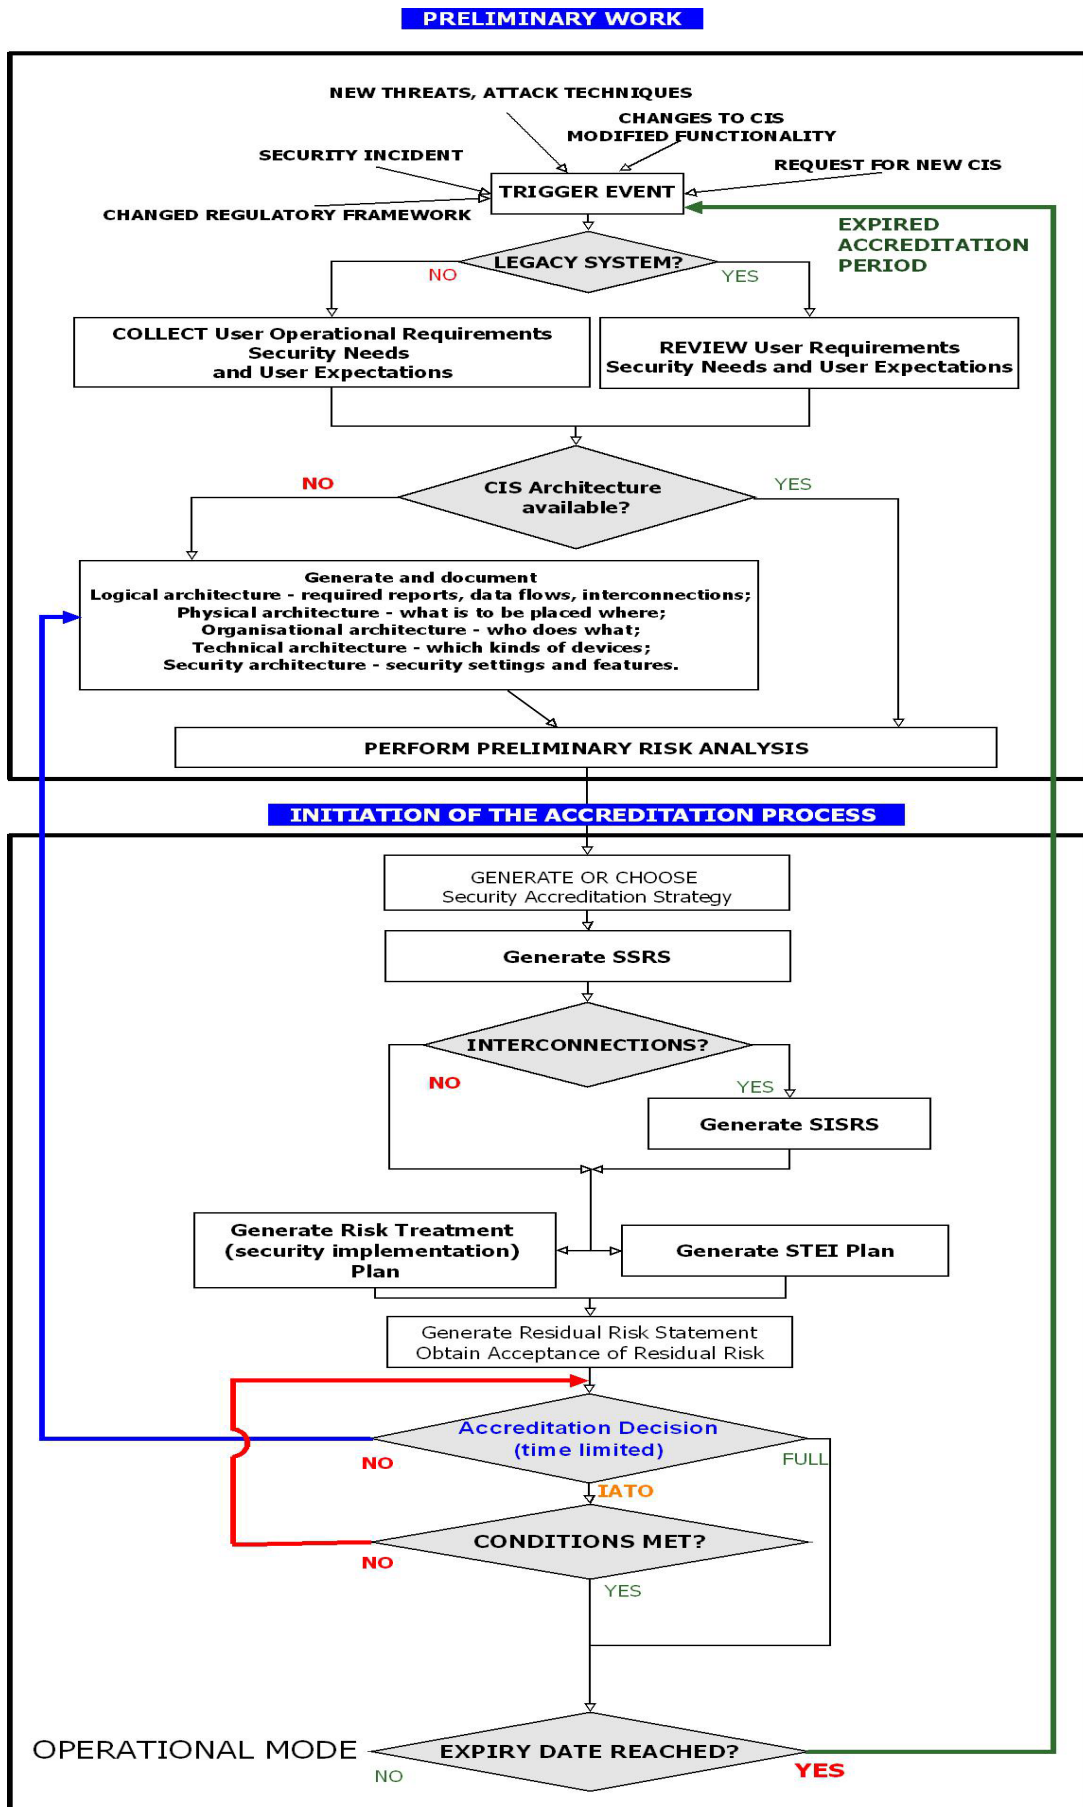 PRELIMINARY WORK
NEW THREATS, ATTACK TECHNIQUES
CHANGES TO CIS
MODIFIED FUNCTIONALITY
SECURITY INCIDENT
REQUEST FOR NEW CIS
TRIGGER EVENT
CHANGED REGULATORY FRAMEWORK
EXPIRED
ACCREDITATION
PERIOD
LEGACY SYSTEM?
NO
YES
COLLECT User Operational Requirements
Security Needs
and User Expectations
REVIEW User Requirements
Security Needs and User Expectations
CIS Architecture
available?
NO
YES
Generate and document
Logical architecture - required reports, data flows, interconnections;
Physical architecture - what is to be placed where;
Organisational architecture - who does what;
Technical architecture - which kinds of devices;
Security architecture - security settings and features.
PERFORM PRELIMINARY RISK ANALYSIS
INITIATION OF THE ACCREDITATION PROCESS
GENERATE OR CHOOSE
Security Accreditation Strategy
Generate SSRS
INTERCONNECTIONS?
NO
YES
Generate SISRS
Generate Risk Treatment
(security implementation)
Plan
Generate STEI Plan
Generate Residual Risk Statement
Obtain Acceptance of Residual Risk
Accreditation Decision
(time limited)
NO
FULL
IATO
CONDITIONS MET?
NO
YES
OPERATIONAL MODE
EXPIRY DATE REACHED?
NO
YES